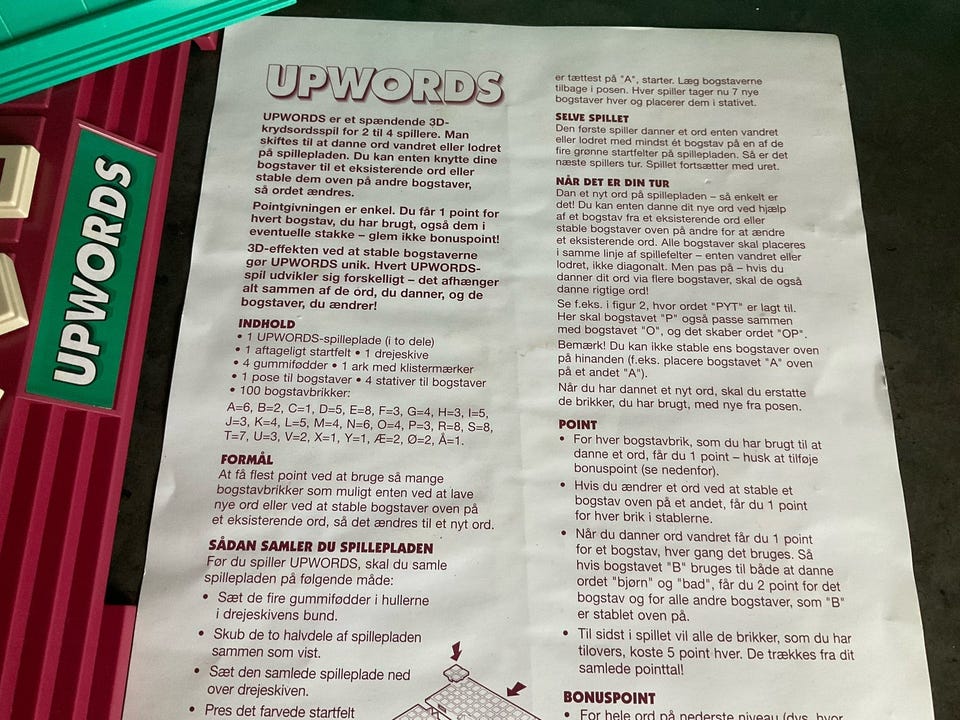 UPWORDS
UPWORDS
UPWORDS er et spændende 3D-
krydsordsspil for 2 til 4 spillere. Man
skiftes til at danne ord vandret eller lodret
på spillepladen. Du kan enten knytte dine
bogstaver til et eksisterende ord eller
stable dem oven på andre bogstaver,
så ordet ændres.
Pointgivningen er enkel. Du får 1 point for
hvert bogstav, du har brugt, også dem i
eventuelle stakke – glem ikke bonuspoint!
3D-effekten ved at stable bogstaverne
gør UPWORDS unik. Hvert UPWORDS-
spil udvikler sig forskelligt – det afhænger
alt sammen af de ord, du danner, og de
bogstaver, du ændrer!
INDHOLD
• 1 UPWORDS-spilleplade (i to dele)
• 1 aftageligt startfelt • 1 drejeskive
• 4 gummifødder • 1 ark med klistermærker
• 1 pose til bogstaver • 4 stativer til bogstaver
• 100 bogstavbrikker:
A=6, B=2, C=1, D=5, E=8, F=3, G=4, H=3, I=5,
J=3, K=4, L=5, M=4, N=6, O=4, P=3, R=8, S=8,
T=7, U=3, V=2, X=1, Y=1, Æ=2, Ø=2, Å=1.
FORMÅL
At få flest point ved at bruge så mange
bogstavbrikker som muligt enten ved at lave
nye ord eller ved at stable bogstaver oven på
et eksisterende ord, så det ændres til et nyt ord.
SÅDAN SAMLER DU SPILLEPLADEN
Før du spiller UPWORDS, skal du samle
spillepladen på følgende måde:
• Sæt de fire gummifødder i hullerne
i drejeskivens bund.
• Skub de to halvdele af spillepladen
sammen som vist.
• Sæt den samlede spilleplade ned
over drejeskiven.
• Pres det farvede startfelt
er tættest på "A", starter. Læg bogstaverne
tilbage i posen. Hver spiller tager nu 7 nye
bogstaver hver og placerer dem i stativet.
SELVE SPILLET
Den første spiller danner et ord enten vandret
eller lodret med mindst ét bogstav på en af de
fire grønne startfelter på spillepladen. Så er det
næste spillers tur. Spillet fortsætter med uret.
NÅR DET ER DIN TUR
Dan et nyt ord på spillepladen – så enkelt er
det! Du kan enten danne dit nye ord ved hjælp
af et bogstav fra et eksisterende ord eller
stable bogstaver oven på andre for at ændre
et eksisterende ord. Alle bogstaver skal placeres
i samme linje af spillefelter – enten vandret eller
lodret, ikke diagonalt. Men pas på – hvis du
danner dit ord via flere bogstaver, skal de også
danne rigtige ord!
Se f.eks. i figur 2, hvor ordet "PYT" er lagt til.
Her skal bogstavet "P" også passe sammen
med bogstavet "O", og det skaber ordet "OP".
Bemærk! Du kan ikke stable ens bogstaver oven
på hinanden (f.eks. placere bogstavet "A" oven
på et andet "A").
Når du har dannet et nyt ord, skal du erstatte
de brikker, du har brugt, med nye fra posen.
POINT
• For hver bogstavbrik, som du har brugt til at
danne et ord, får du 1 point – husk at tilføje
bonuspoint (se nedenfor).
• Hvis du ændrer et ord ved at stable et
bogstav oven på et andet, får du 1 point
for hver brik i stablerne.
• Når du danner ord vandret får du 1 point
for et bogstav, hver gang det bruges. Så
hvis bogstavet "B" bruges til både at danne
ordet "bjørn" og "bad", får du 2 point for det
bogstav og for alle andre bogstaver, som "B"
er stablet oven på.
• Til sidst i spillet vil alle de brikker, som du har
tilovers, koste 5 point hver. De trækkes fra dit
samlede pointtal!
BONUSPOINT
• For hele ord på nederste niveau (dvs. hvor